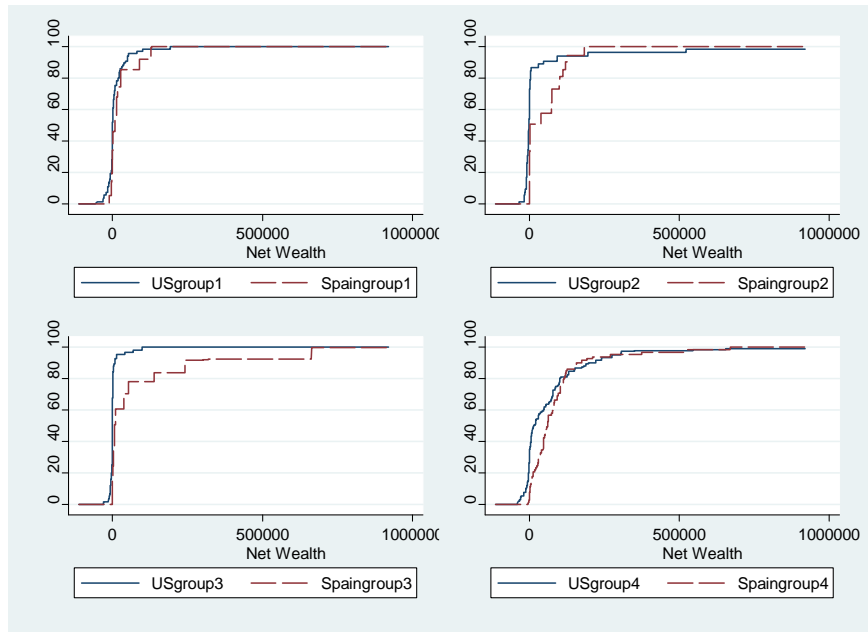 100
80
60
40
20
0
0 500000 1000000
Net Wealth
USgroup1 Spaingroup1
100
80
60
40
20
0
0 500000 1000000
Net Wealth
USgroup2 Spaingroup2
100
80
60
40
20
0
0 500000 1000000
Net Wealth
USgroup3 Spaingroup3
100
80
60
40
20
0
0 500000 1000000
Net Wealth
USgroup4 Spaingroup4